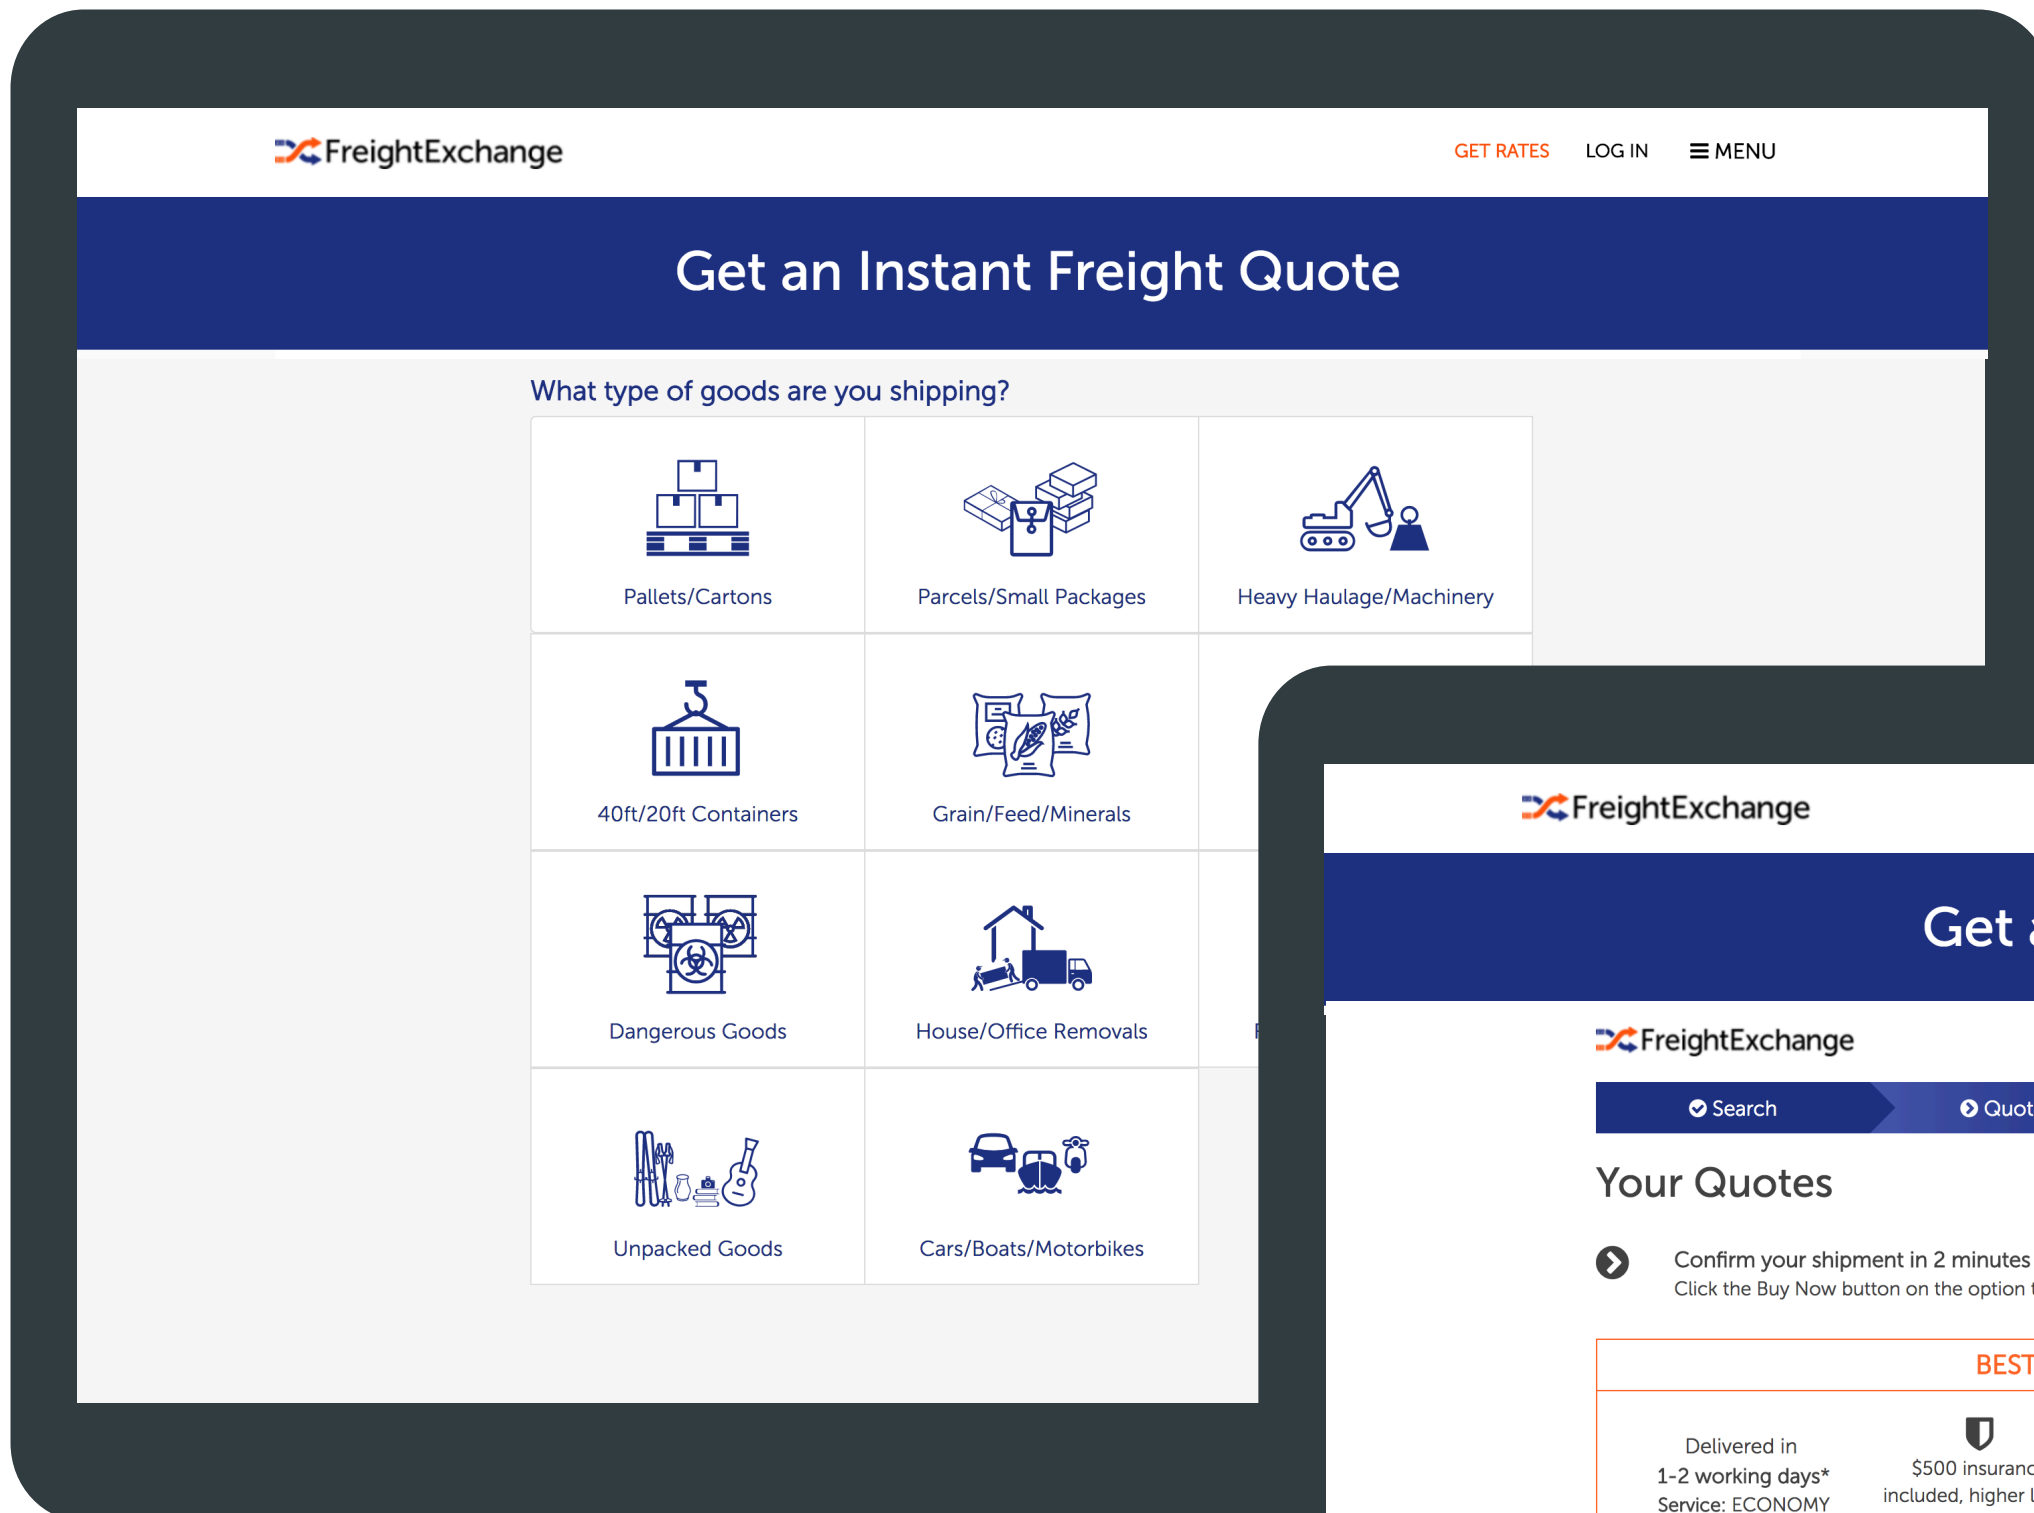 FreightExchange
GET RATES LOG IN MENU
Get an Instant Freight Quote
What type of goods are you shipping?
Pallets/Cartons
Parcels/Small Packages
Heavy Haulage/Machinery
40ft/20ft Containers
Grain/Feed/Minerals
Dangerous Goods
House/Office Removals
Unpacked Goods
Cars/Boats/Motorbikes
FreightExchange
Get
FreightExchange
Search
Your Quotes
Confirm your shipment in 2 minutes
Click the Buy Now button on the option
BEST
Delivered in
1-2 working days*
Service: ECONOMY
$500
included, higher